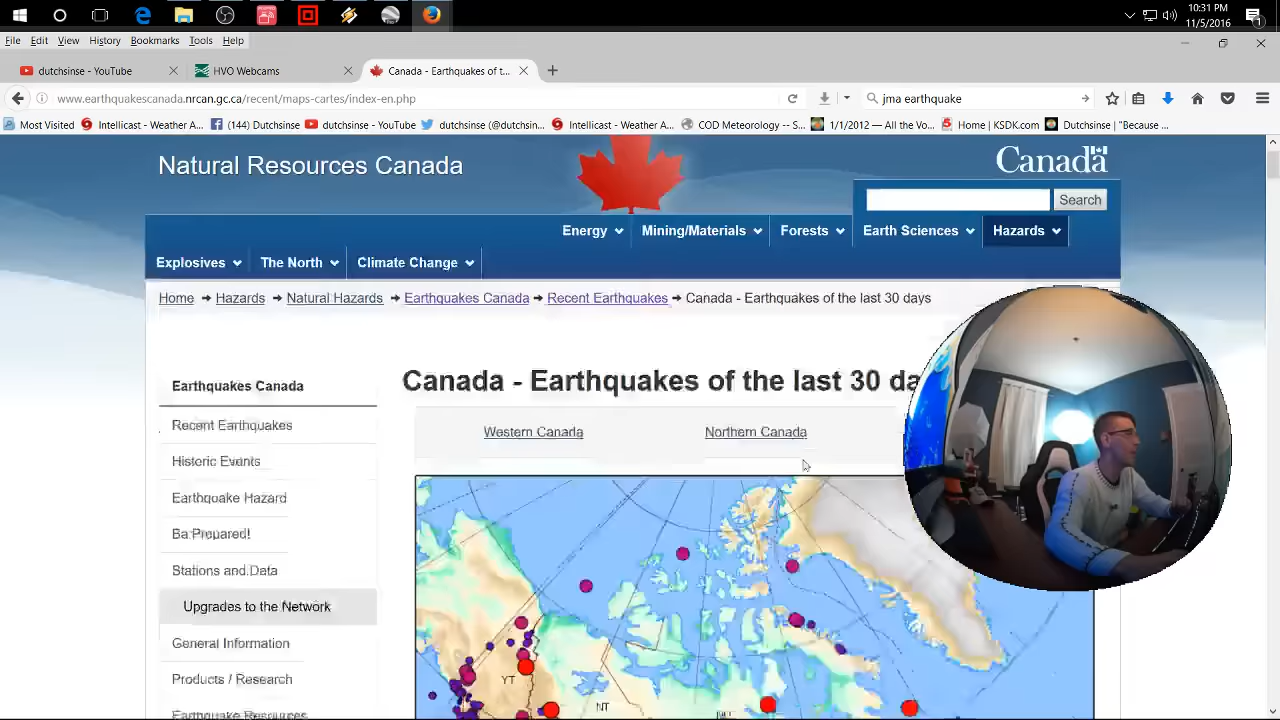 10:31 PM
11/5/2016
File Edit View History Bookmarks Tools Help
dutchsinse - YouTube
HVO Webcams
Canada - Earthquakes of t...
www.earthquakescanada.nrcan.gc.ca/recent/maps-cartes/index-en.php
jma earthquake
Most Visited
Intellicast - Weather A...
(144) Dutchsinse
dutchsinse - YouTube
dutchsinse (@dutchsin...
Intellicast - Weather A...
COD Meteorology -- S...
1/1/2012 — All the Vo...
Home | KSDK.com
Dutchsinse | "Because ...
Natural Resources Canada
Canada
Search
Energy
Mining/Materials
Forests
Earth Sciences
Hazards
Explosives
The North
Climate Change
Home → Hazards → Natural Hazards → Earthquakes Canada → Recent Earthquakes → Canada - Earthquakes of the last 30 days
Earthquakes Canada
Canada - Earthquakes of the last 30 da
Recent Earthquakes
Western Canada
Northern Canada
Historic Events
Earthquake Hazard
Be Prepared!
Stations and Data
Upgrades to the Network
General Information
Products / Research
YT
NT